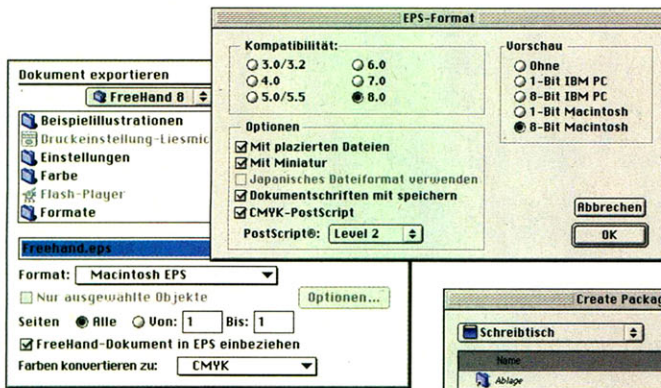 EPS-Format
Kompatibilität:
3.0/3.2
6.0
4.0
7.0
5.0/5.5
8.0
Vorschau
Ohne
1-Bit IBM PC
8-Bit IBM PC
1-Bit Macintosh
8-Bit Macintosh
Optionen
Mit plazierten Dateien
Mit Miniatur
Japanisches Dateiformat verwenden
Dokumentschriften mit speichern
CMYK-PostScript
PostScript®: Level 2
Abbrechen
OK
Dokument exportieren
FreeHand 8
Beispielillustrationen
Druckeinstellung-Liesmic
Einstellungen
Farbe
Flash-Player
Formate
Freehand.eps
Format: Macintosh EPS
Nur ausgewählte Objekte
Optionen...
Seiten Alle Von: 1 Bis: 1
FreeHand-Dokument in EPS einbeziehen
Farben konvertieren zu: CMYK
Create Packag
Schreibtisch
Name
Ablage